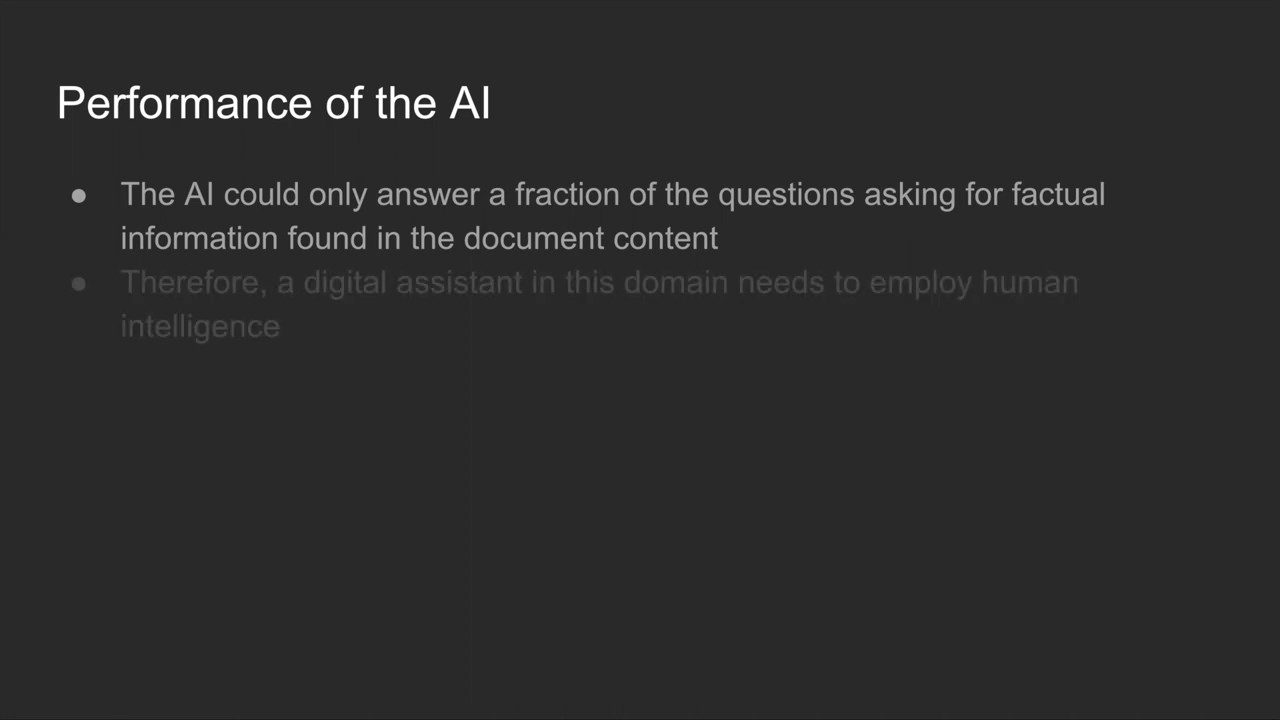 Performance of the AI
● The AI could only answer a fraction of the questions asking for factual
information found in the document content
● Therefore, a digital assistant in this domain needs to employ human
intelligence